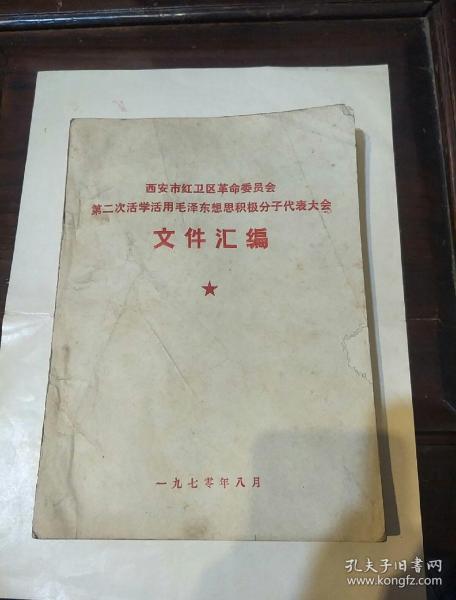 西安市红卫区革命委员会
第二次活学活用毛泽东想思积极分子代表大会
文件汇编
一九七零年八月
孔夫子旧书网
www.kongfz.com